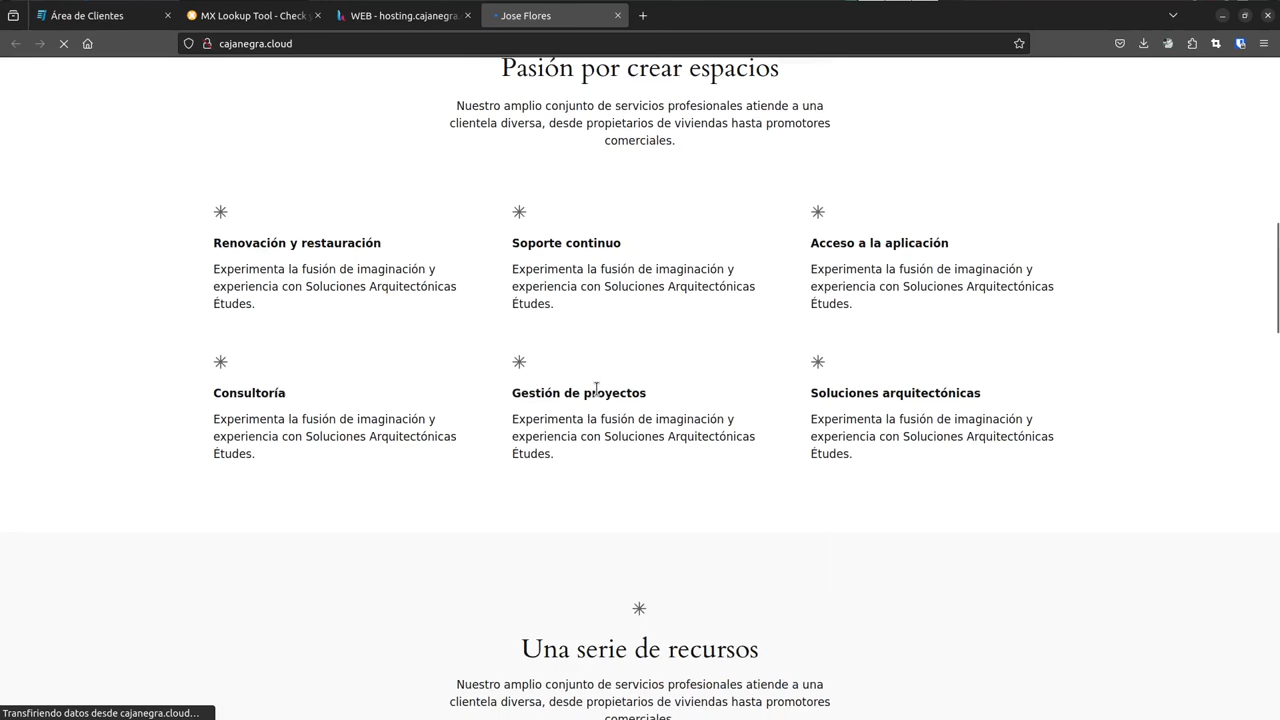 Área de Clientes
MX Lookup Tool - Check
WEB - hosting.cajanegra.
Jose Flores
cajanegra.cloud
Pasión por crear espacios
Nuestro amplio conjunto de servicios profesionales atiende a una
clientela diversa, desde propietarios de viviendas hasta promotores
comerciales.
Renovación y restauración
Experimenta la fusión de imaginación y
experiencia con Soluciones Arquitectónicas
Études.
Soporte continuo
Experimenta la fusión de imaginación y
experiencia con Soluciones Arquitectónicas
Études.
Acceso a la aplicación
Experimenta la fusión de imaginación y
experiencia con Soluciones Arquitectónicas
Études.
Consultoría
Experimenta la fusión de imaginación y
experiencia con Soluciones Arquitectónicas
Études.
Gestión de proyectos
Experimenta la fusión de imaginación y
experiencia con Soluciones Arquitectónicas
Études.
Soluciones arquitectónicas
Experimenta la fusión de imaginación y
experiencia con Soluciones Arquitectónicas
Études.
Una serie de recursos
Nuestro amplio conjunto de servicios profesionales atiende a una
clientela diversa, desde propietarios de viviendas hasta promotores
comerciales.
Transfiriendo datos desde cajanegra.cloud...